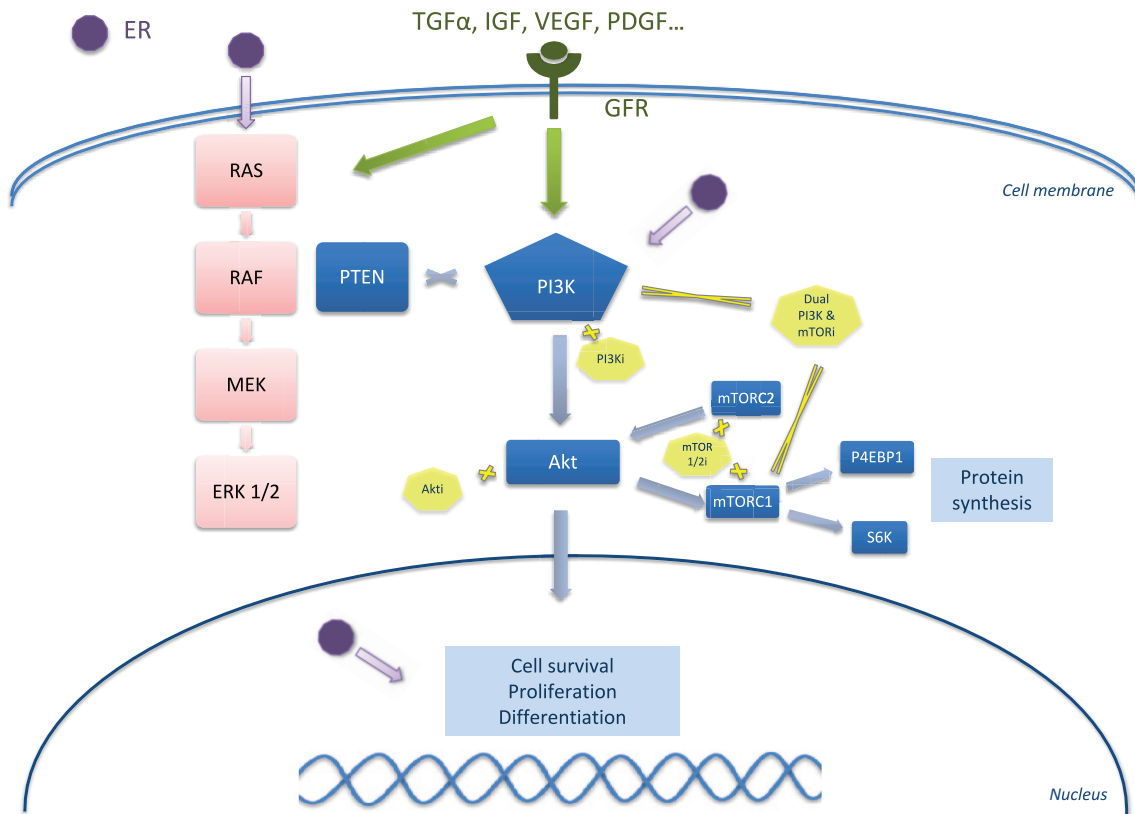 ER
TGFα, IGF, VEGF, PDGF...
GFR
Cell membrane
RAS
RAF
PTEN
PI3K
Dual
PI3K &
mTORi
PI3Ki
MEK
mTORC2
mTOR
1/2i
Akt
Akti
mTORC1
P4EBP1
Protein
synthesis
ERK 1/2
S6K
Cell survival
Proliferation
Differentiation
Nucleus